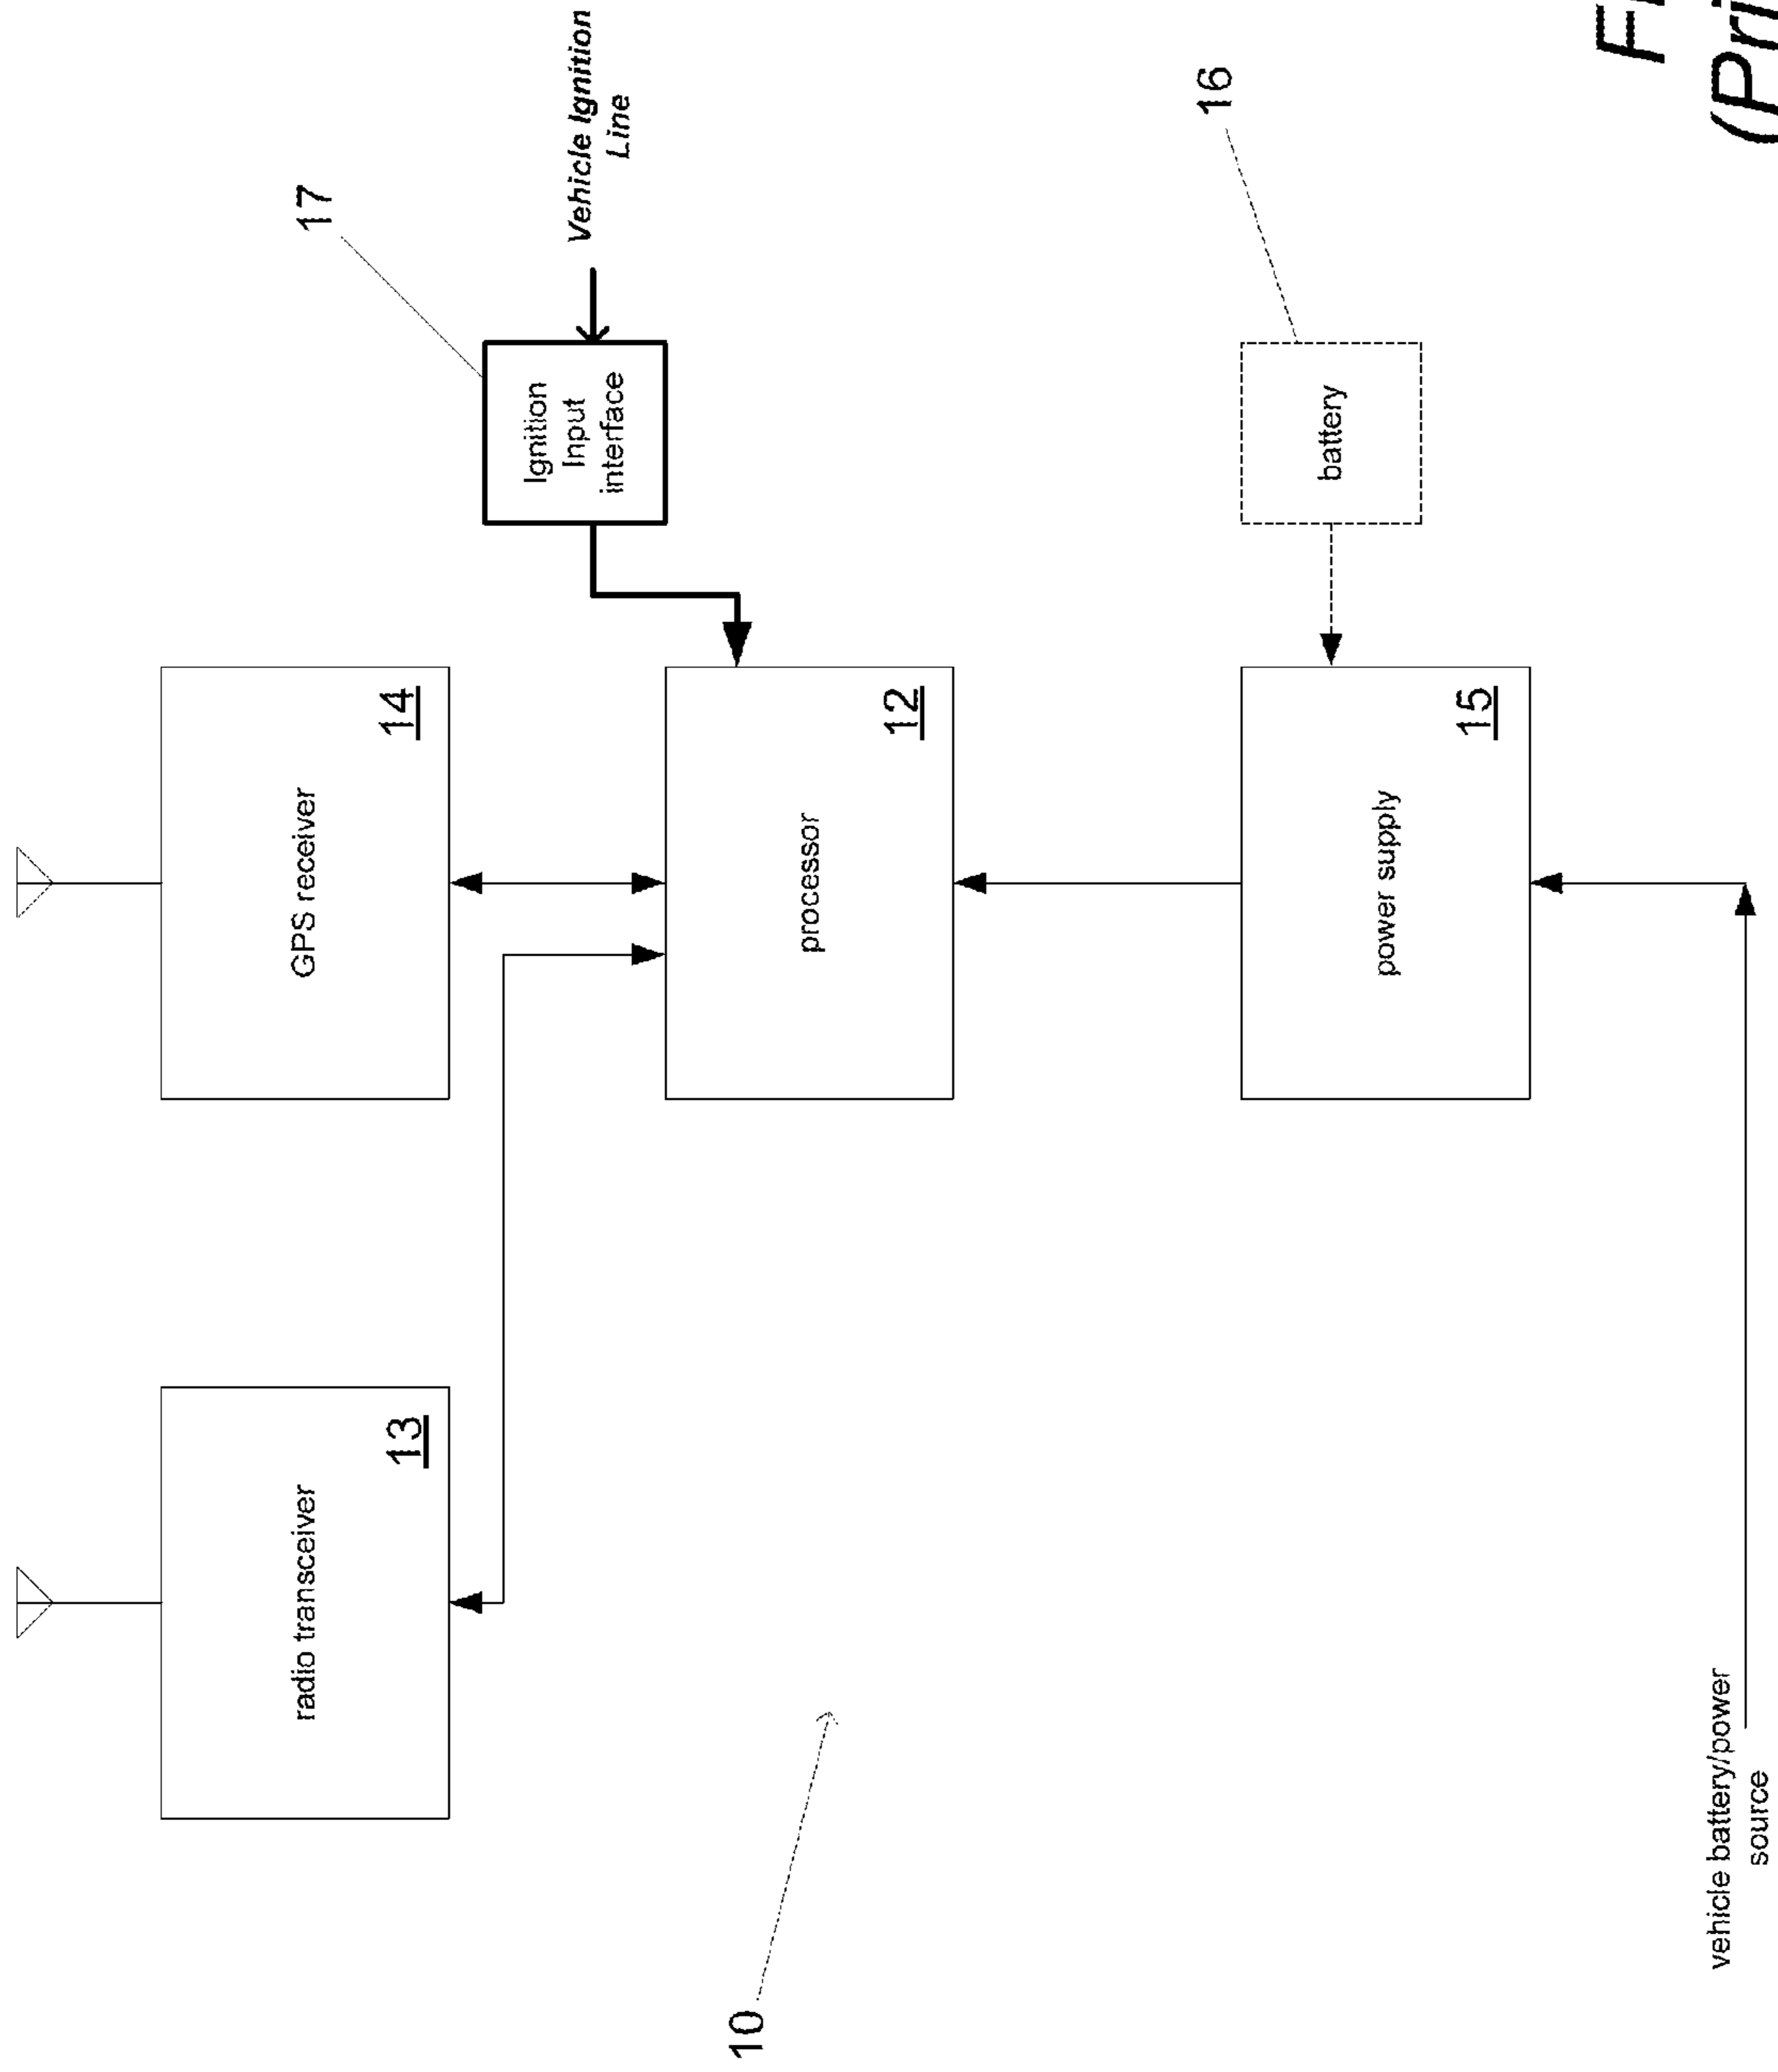 radio transceiver
13
GPS receiver
14
17
Ignition
Input
interface
Vehicle Ignition
Line
10
processor
12
16
battery
power supply
15
vehicle battery/power
source